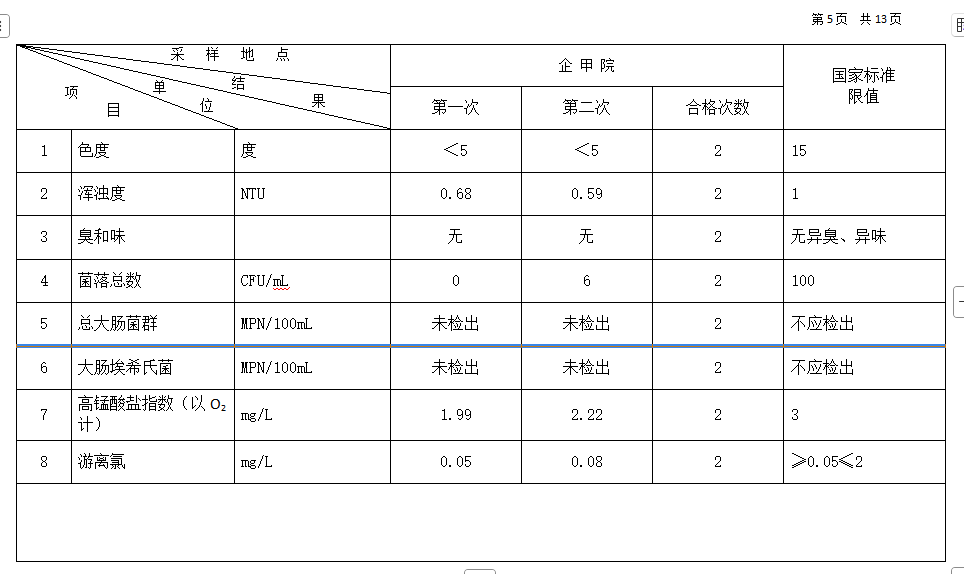 第 5 页 共 13 页
采 样 地 点
结 果
单 位
项 目
企 甲 院
国家标准
限值
第一次 第二次 合格次数
1 色度 度 ＜5 ＜5 2 15
2 浑浊度 NTU 0.68 0.59 2 1
3 臭和味 无 无 2 无异臭、异味
4 菌落总数 CFU/mL 0 6 2 100
5 总大肠菌群 MPN/100mL 未检出 未检出 2 不应检出
6 大肠埃希氏菌 MPN/100mL 未检出 未检出 2 不应检出
7 高锰酸盐指数（以 O₂
计） mg/L 1.99 2.22 2 3
8 游离氯 mg/L 0.05 0.08 2 ≥0.05≤2